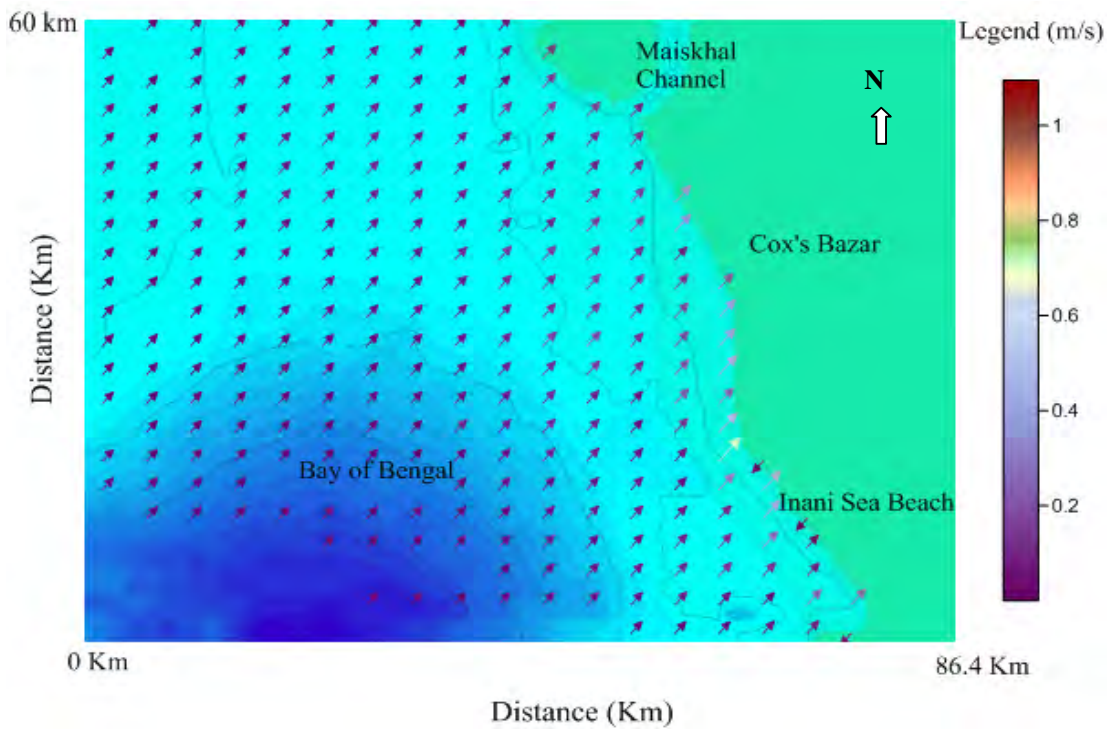 60 km
Legend (m/s)
Maiskhal
Channel
N
1
0.8
Distance (Km)
Cox's Bazar
0.6
0.4
Bay of Bengal
Inani Sea Beach
0.2
0 Km
86.4 Km
Distance (Km)